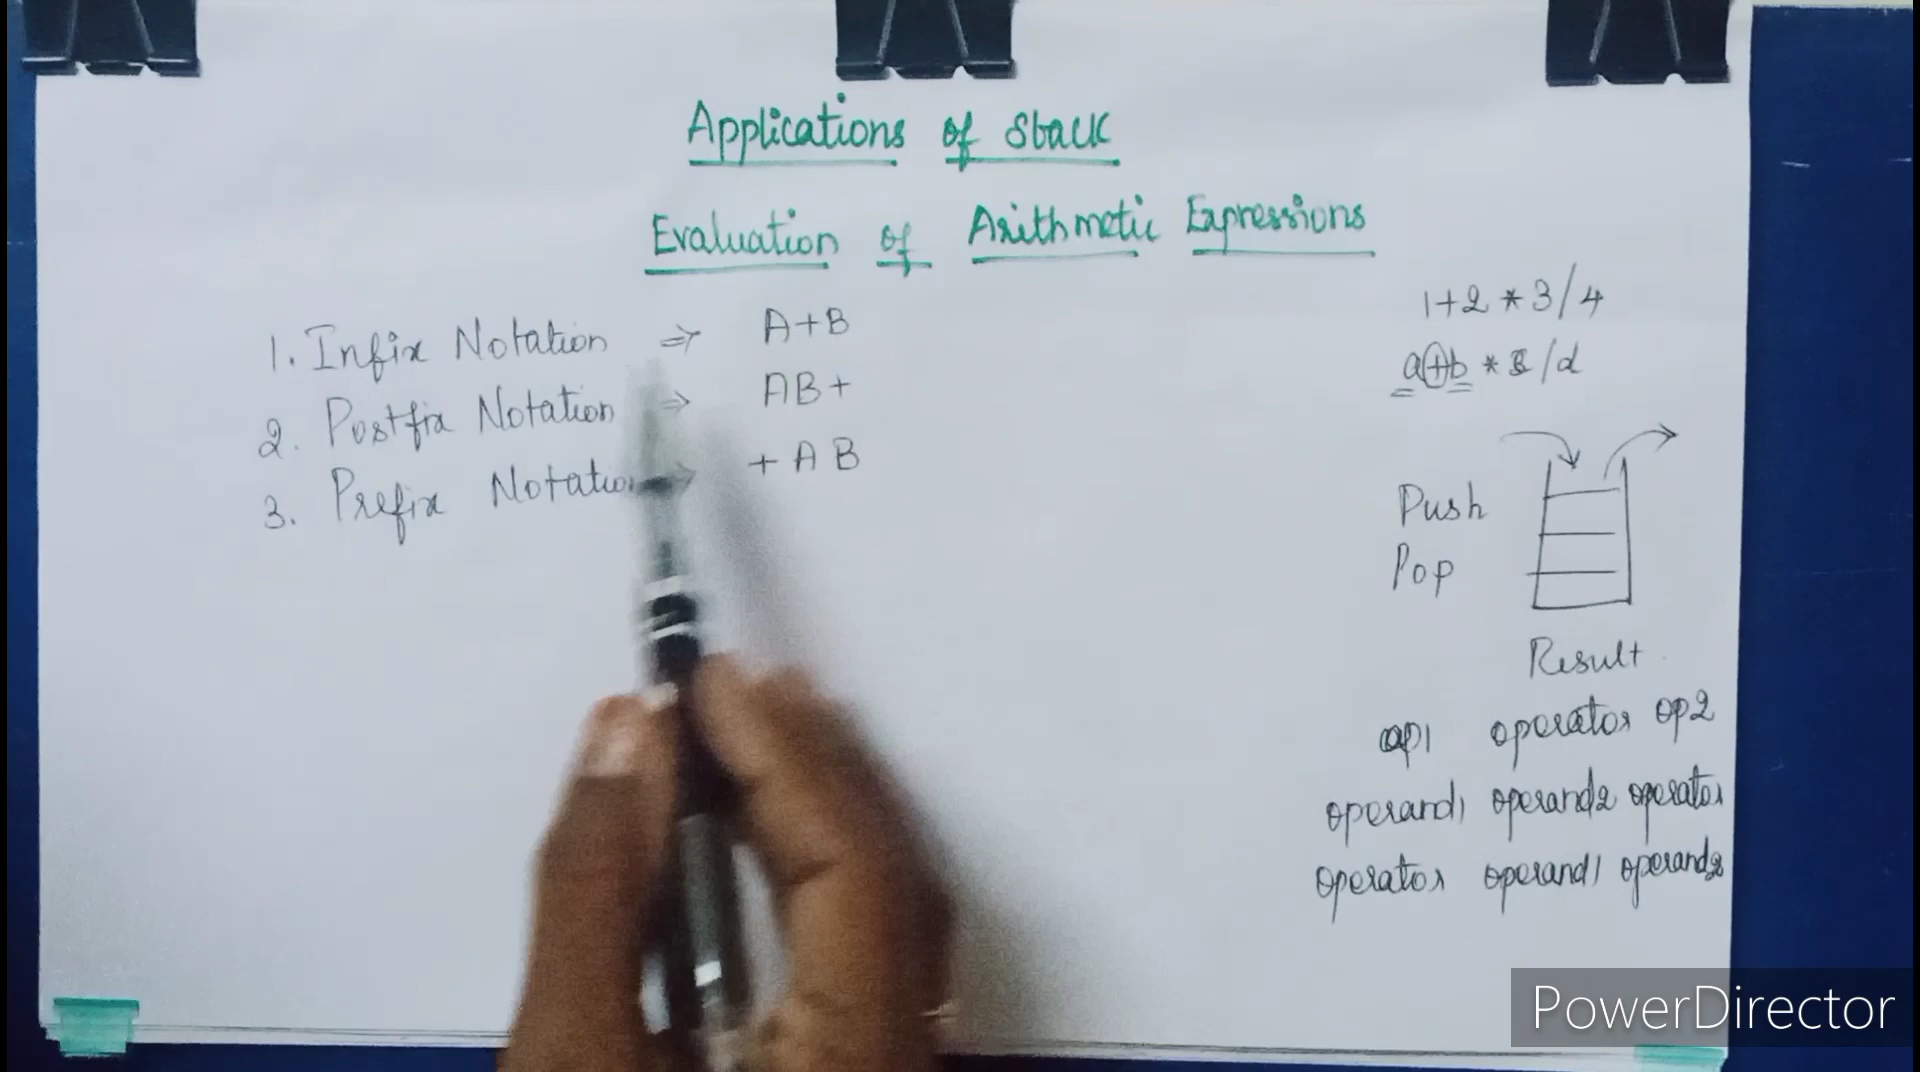 Applications of Stack
Evaluation of Arithmetic Expressions
1. Infix Notation ⇒ A+B
2. Postfix Notation ⇒ AB+
3. Prefix Notation ⇒ +AB
1+2*3/4
a+b* /d
Push
Pop
Result
op1 operator op2
operand1 operand2 operator
operator operand1 operand2
PowerDirector